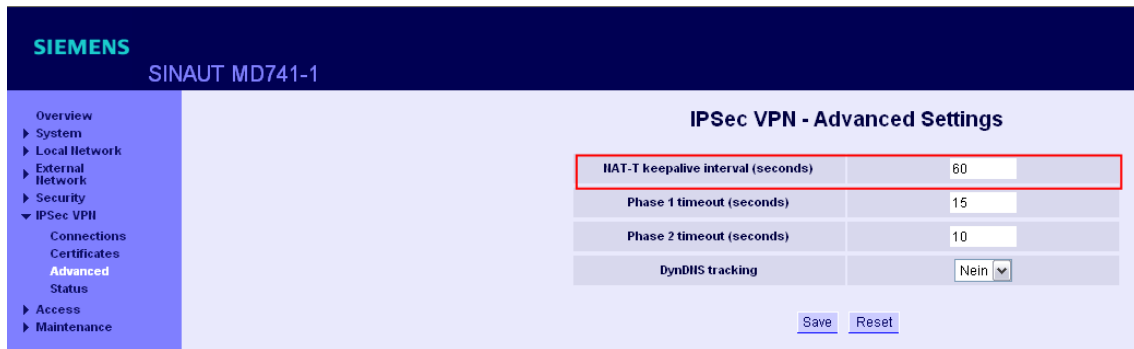 SIEMENS
SINAUT MD741-1
Overview
System
Local Network
External
Network
Security
IPSec VPN
Connections
Certificates
Advanced
Status
Access
Maintenance
IPSec VPN - Advanced Settings
NAT-T keepalive interval (seconds) 60
Phase 1 timeout (seconds) 15
Phase 2 timeout (seconds) 10
DynDNS tracking Nein
Save Reset